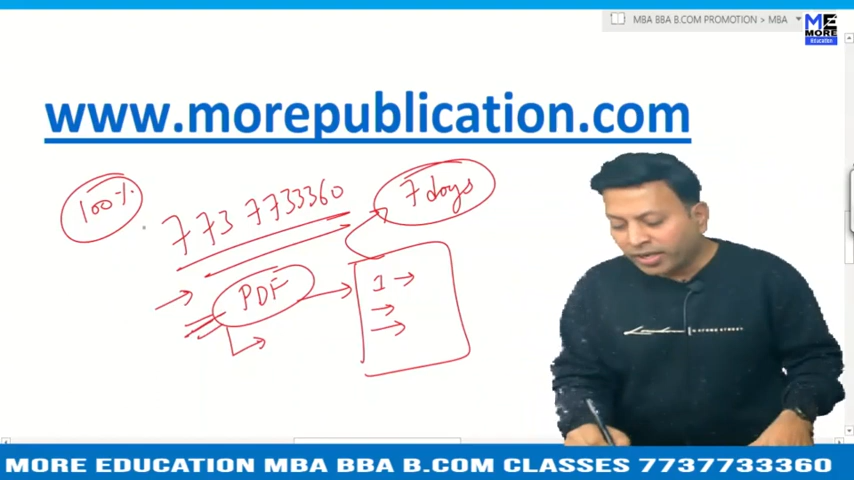 MBA BBA B.COM PROMOTION > MBA
ME
MORE
Education
www.morepublication.com
100%
773 7733360
7 days
PDF
1 →
MORE EDUCATION MBA BBA B.COM CLASSES 7737733360